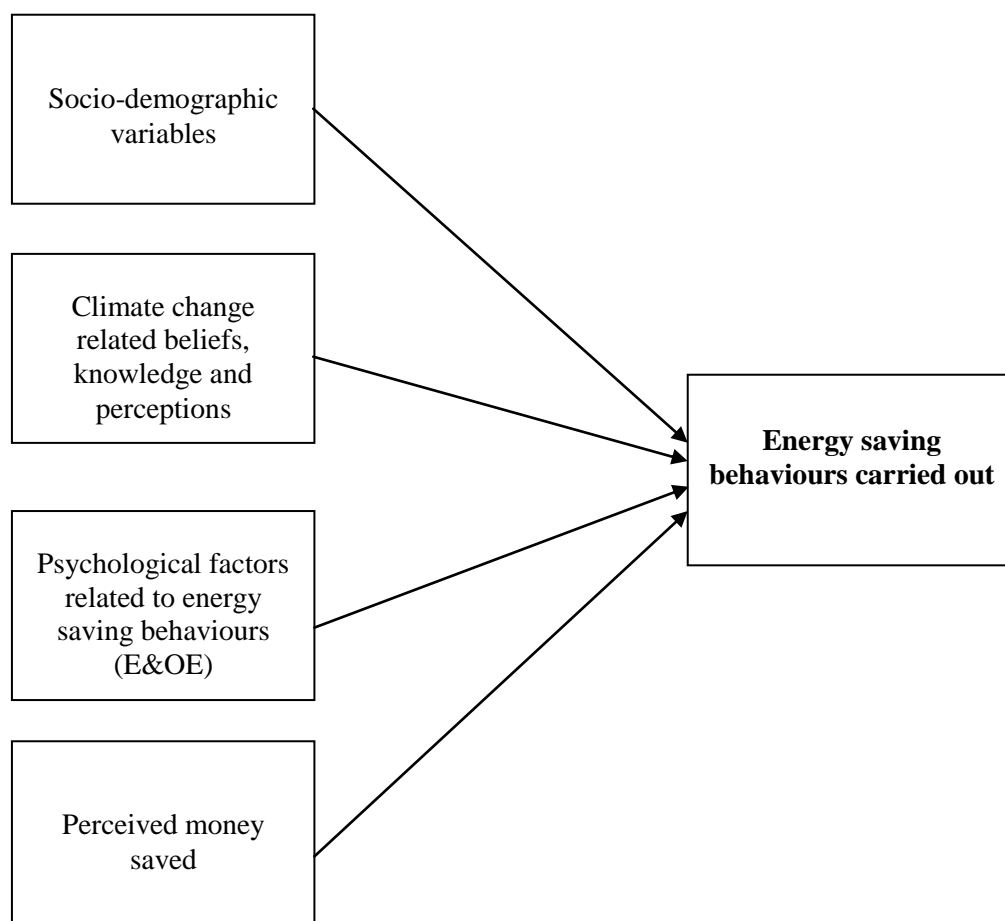 Socio-demographic
variables
Climate change
related beliefs,
knowledge and
perceptions
Energy saving
behaviours carried out
Psychological factors
related to energy
saving behaviours
(E&OE)
Perceived money
saved